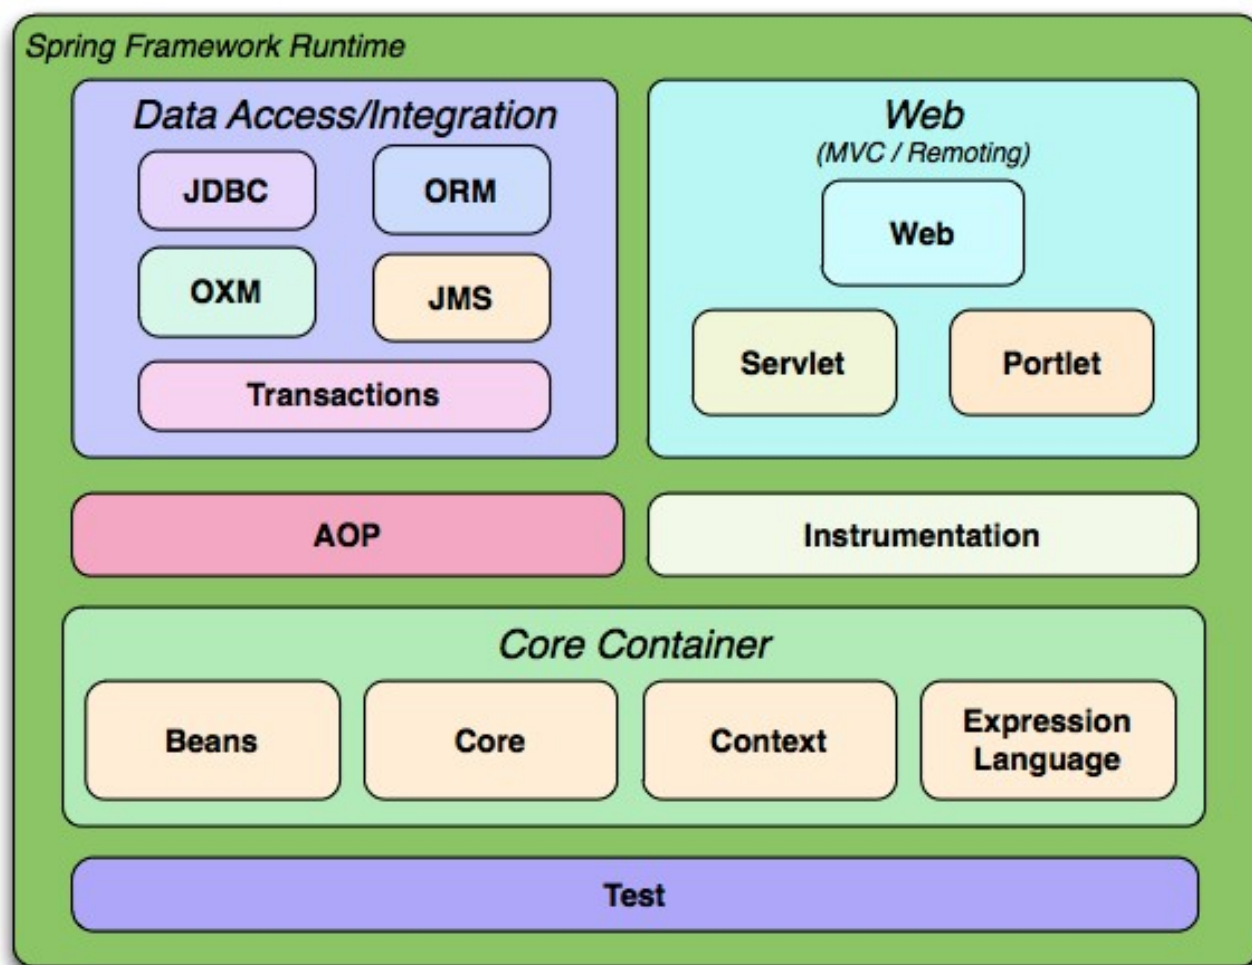 Spring Framework Runtime
Data Access/Integration
JDBC
ORM
OXM
JMS
Transactions
Web
(MVC / Remoting)
Web
Servlet
Portlet
AOP
Instrumentation
Core Container
Beans
Core
Context
Expression
Language
Test